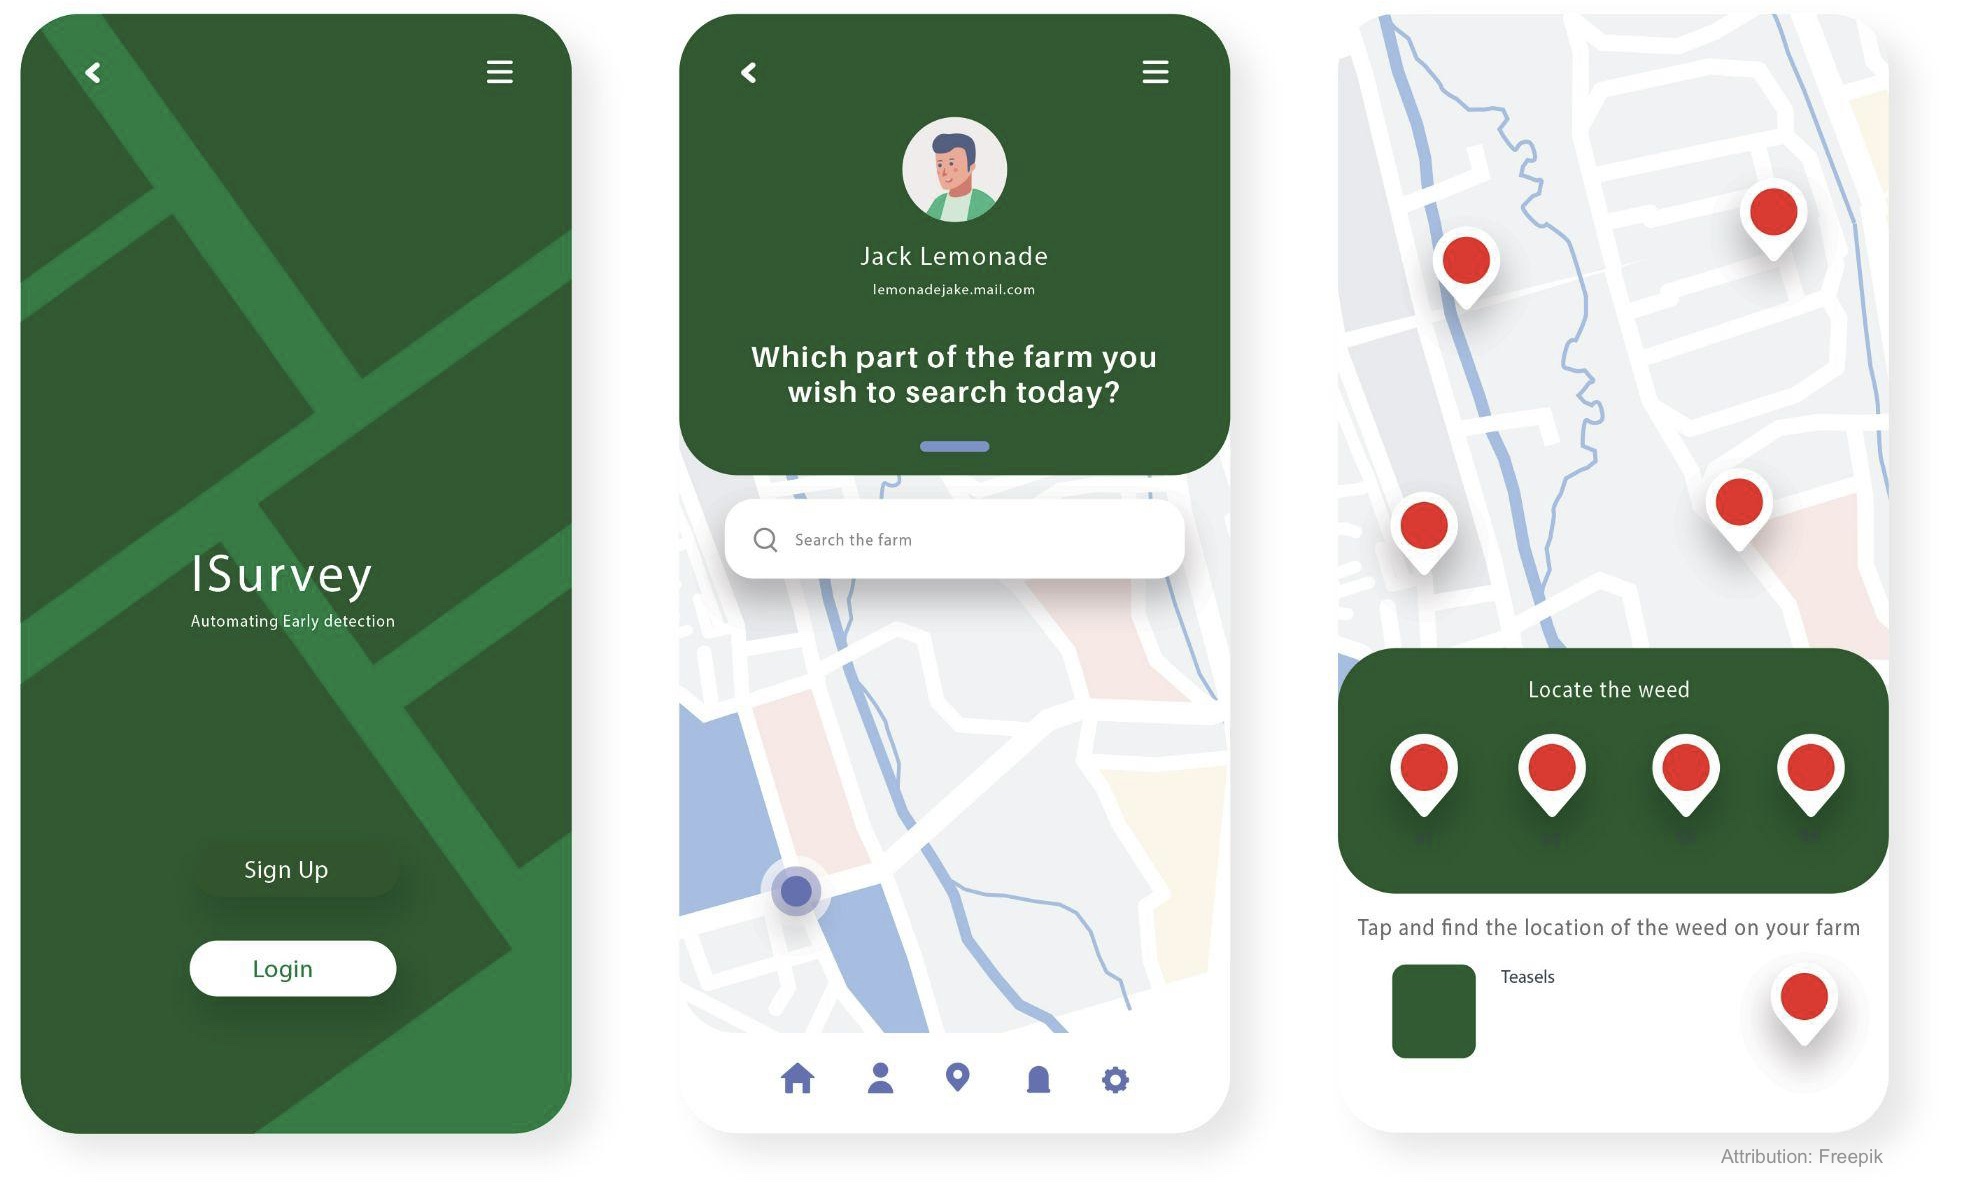 ISurvey
Automating Early detection
Sign Up
Login
Jack Lemonade
lemonadejake.mail.com
Which part of the farm you
wish to search today?
Search the farm
Locate the weed
Tap and find the location of the weed on your farm
Teasels
Attribution: Freepik